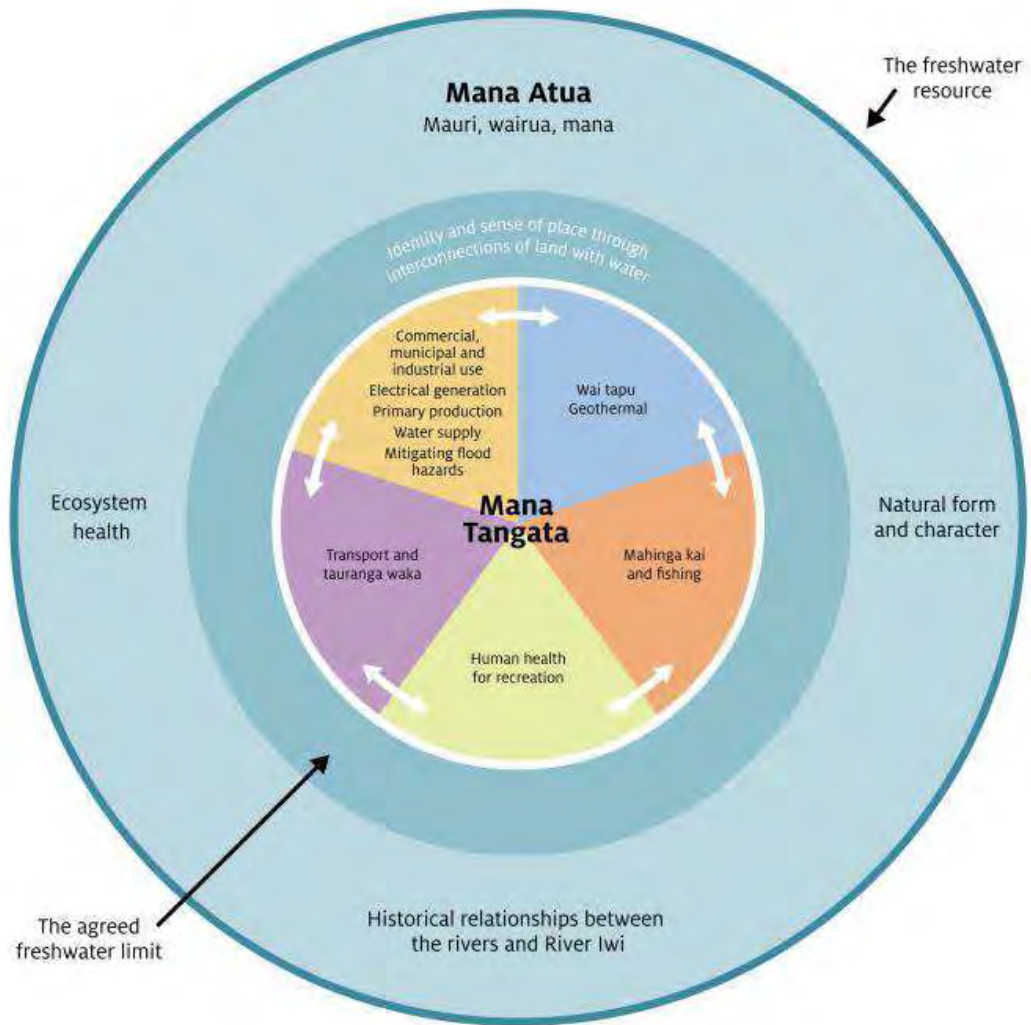 Mana Atua
Mauri, wairua, mana
The freshwater
resource
Identity and sense of place through
interconnections of land with water
Commercial,
municipal and
industrial use
Electrical generation
Primary production
Water supply
Mitigating flood
hazards
Wai tapu
Geothermal
Ecosystem
health
Mana
Tangata
Natural form
and character
Transport and
tauranga waka
Mahinga kai
and fishing
Human health
for recreation
The agreed
freshwater limit
Historical relationships between
the rivers and River Iwi